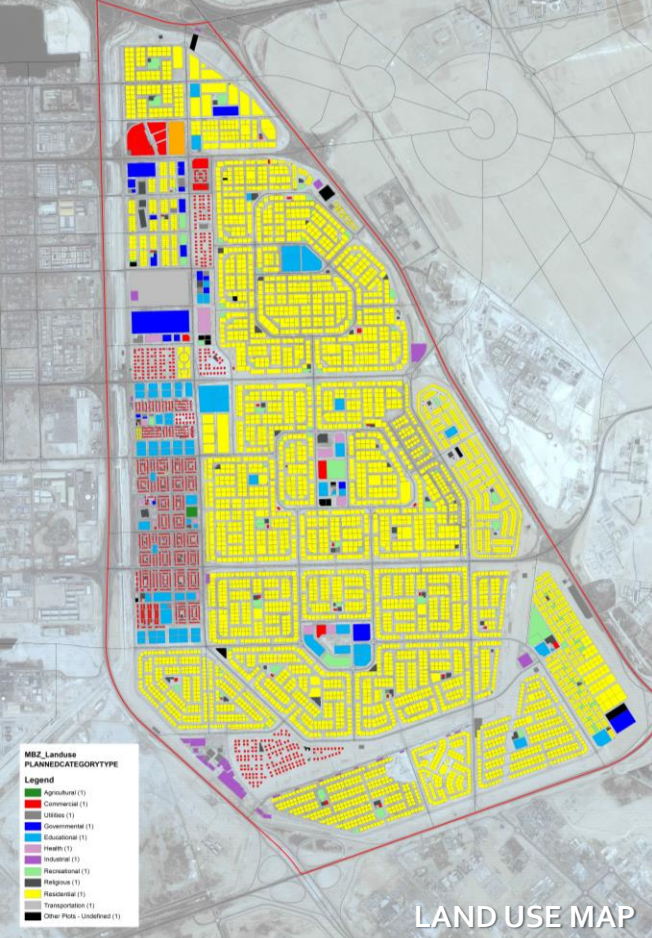 MBZ_Landuse
PLANNEDCATEGORYTYPE
Legend
Agricultural (1)
Commercial (1)
Utilities (1)
Governmental (1)
Educational (1)
Health (1)
Industrial (1)
Recreational (1)
Religious (1)
Residential (1)
Transportation (1)
Other Plots - Undefined (1)
LAND USE MAP